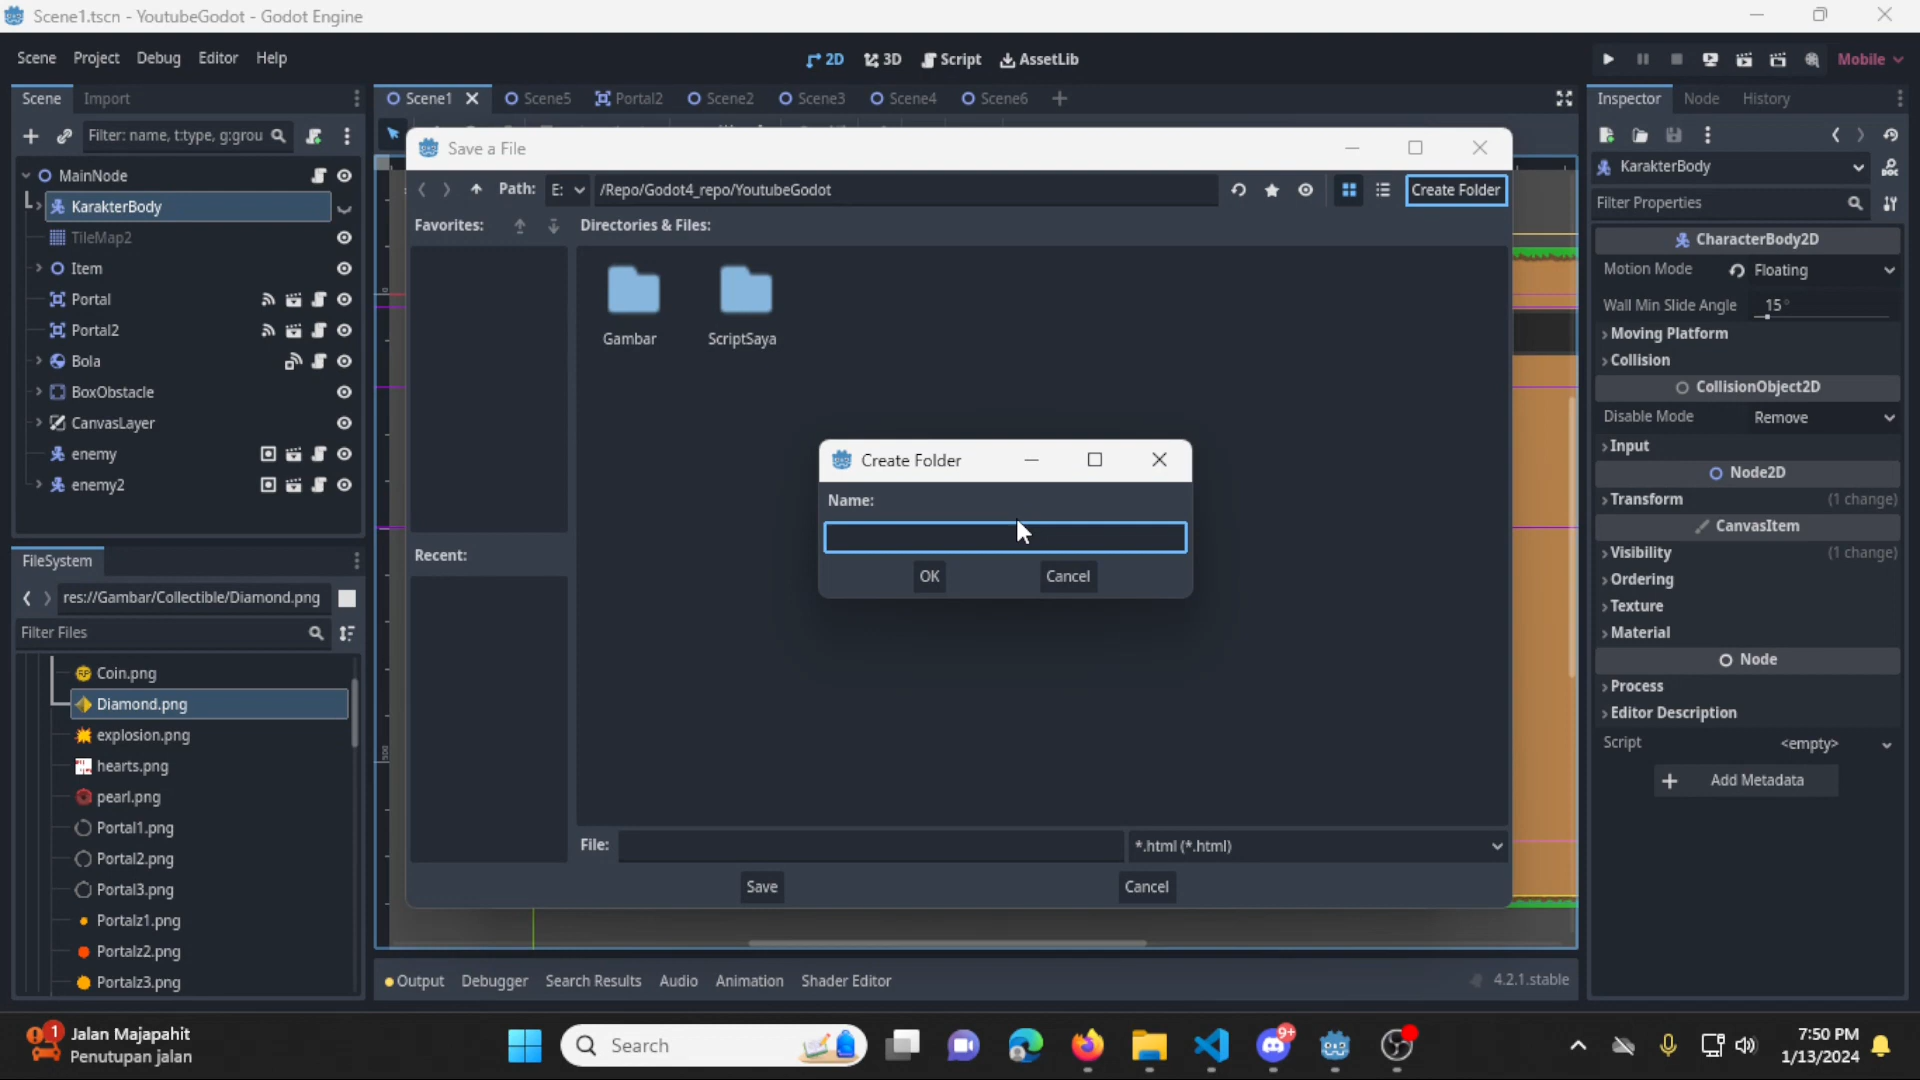 Scene1.tscn - YoutubeGodot - Godot Engine
Scene Project Debug Editor Help
2D 3D Script AssetLib
Mobile
Scene Import
Scene1 Scene5 Portal2 Scene2 Scene3 Scene4 Scene6
Inspector Node History
Filter: name, t:type, g:grou
MainNode
KarakterBody
TileMap2
Item
Portal
Portal2
Bola
BoxObstacle
CanvasLayer
enemy
enemy2
FileSystem
res://Gambar/Collectible/Diamond.png
Filter Files
Coin.png
Diamond.png
explosion.png
hearts.png
pearl.png
Portal1.png
Portal2.png
Portal3.png
Portalz1.png
Portalz2.png
Portalz3.png
Save a File
Path: E: /Repo/Godot4_repo/YoutubeGodot
Create Folder
Favorites:
Directories & Files:
Gambar
ScriptSaya
Recent:
Create Folder
Name:
OK Cancel
File:
*.html (*.html)
Save Cancel
Output Debugger Search Results Audio Animation Shader Editor
4.2.1.stable
KarakterBody
Filter Properties
CharacterBody2D
Motion Mode Floating
Wall Min Slide Angle 15°
Moving Platform
Collision
CollisionObject2D
Disable Mode Remove
Input
Node2D
Transform (1 change)
CanvasItem
Visibility (1 change)
Ordering
Texture
Material
Node
Process
Editor Description
Script <empty>
Add Metadata
1
Jalan Majapahit
Penutupan jalan
Search
9+
7:50 PM
1/13/2024